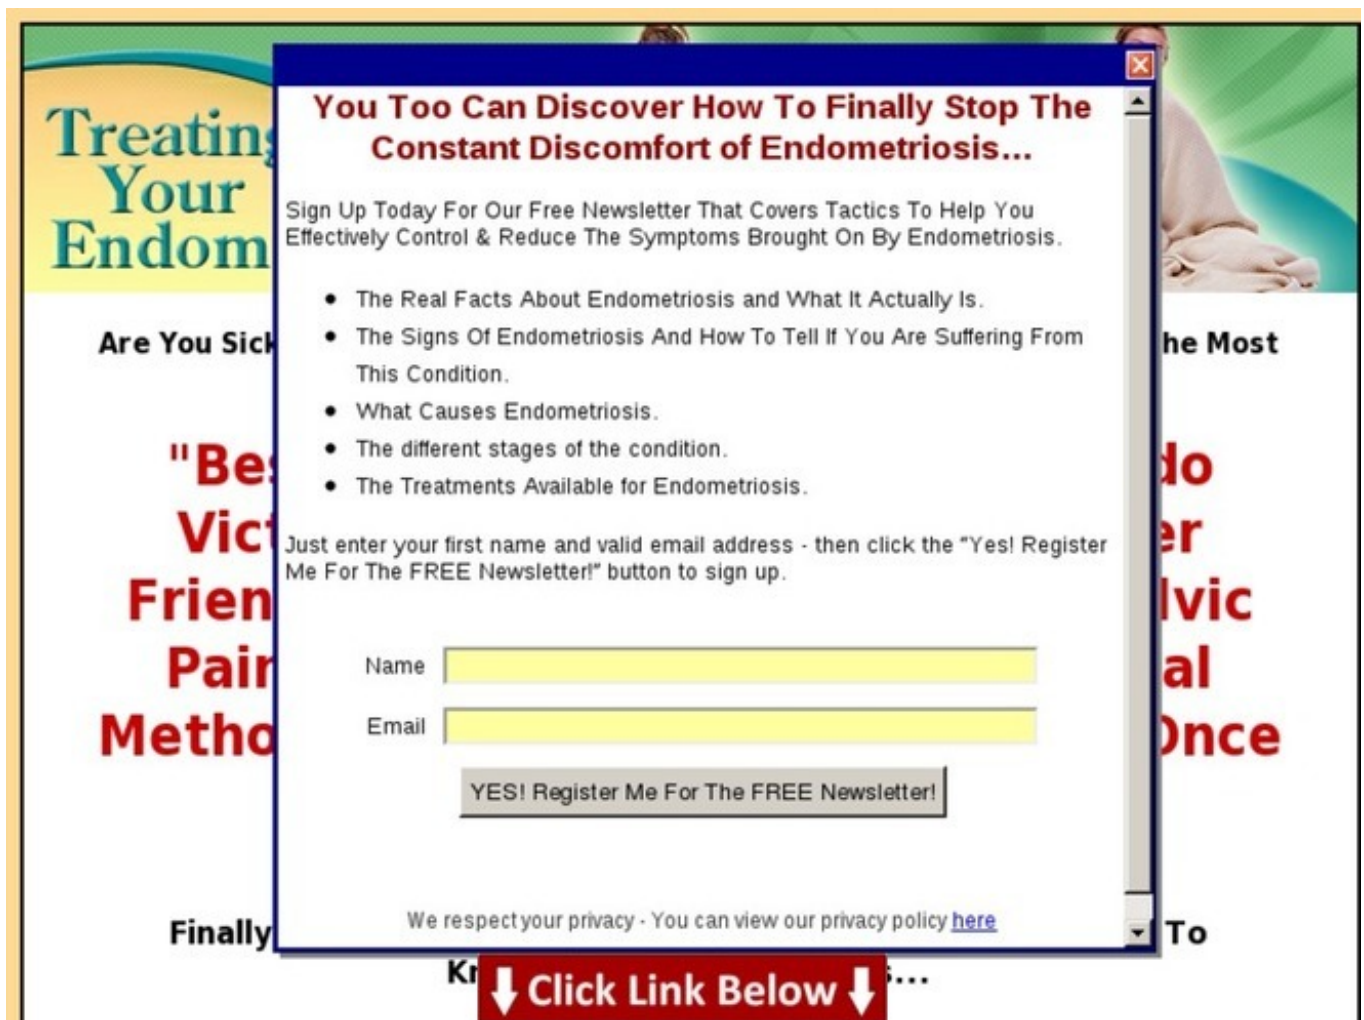 Treating
Your
Endom
You Too Can Discover How To Finally Stop The
Constant Discomfort of Endometriosis...
Sign Up Today For Our Free Newsletter That Covers Tactics To Help You
Effectively Control & Reduce The Symptoms Brought On By Endometriosis.
• The Real Facts About Endometriosis and What It Actually Is.
• The Signs Of Endometriosis And How To Tell If You Are Suffering From
This Condition.
• What Causes Endometriosis.
• The different stages of the condition.
• The Treatments Available for Endometriosis.
Just enter your first name and valid email address - then click the "Yes! Register
Me For The FREE Newsletter!" button to sign up.
Name
Email
YES! Register Me For The FREE Newsletter!
We respect your privacy - You can view our privacy policy here
Are You Sick he Most
"Bes do
Vict er
Frien lvic
Pain al
Metho Once
Finally To
Kn s...
Click Link Below